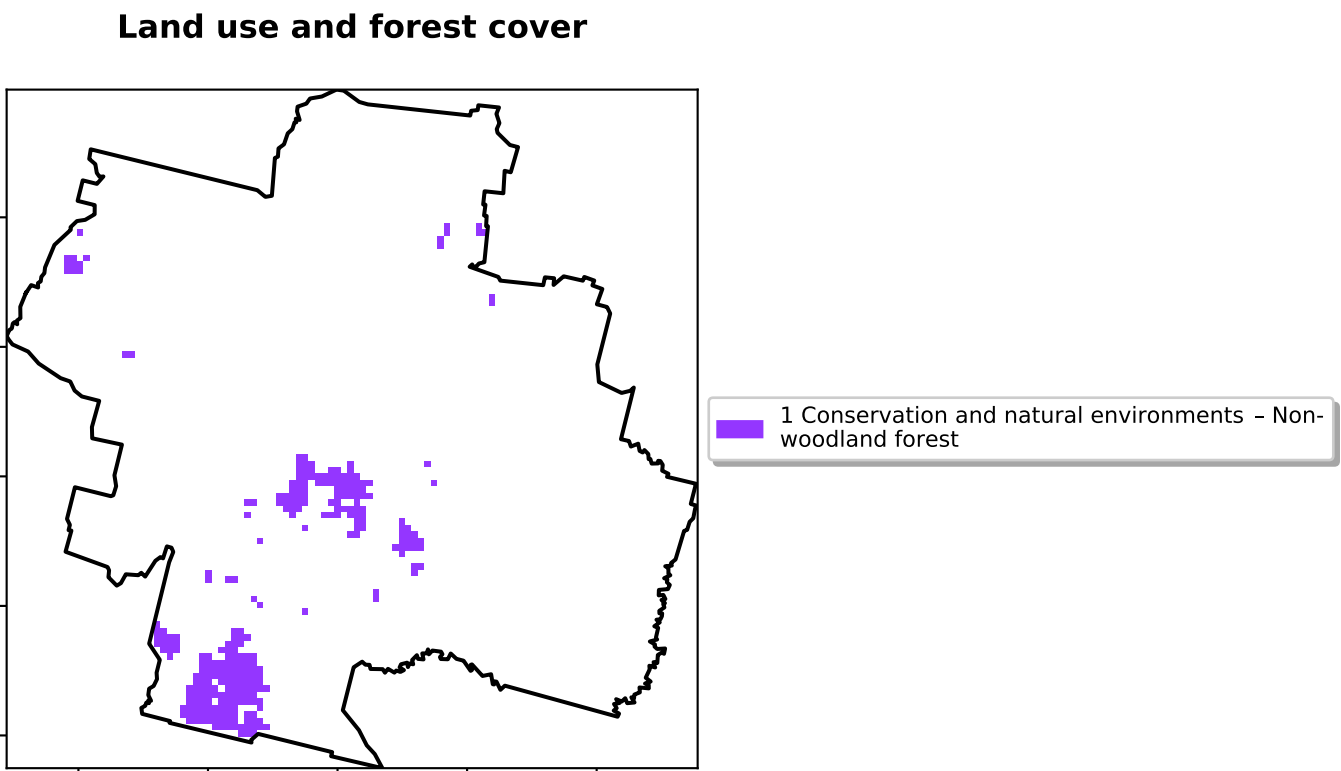 Land use and forest cover
1 Conservation and natural environments – Non-
woodland forest